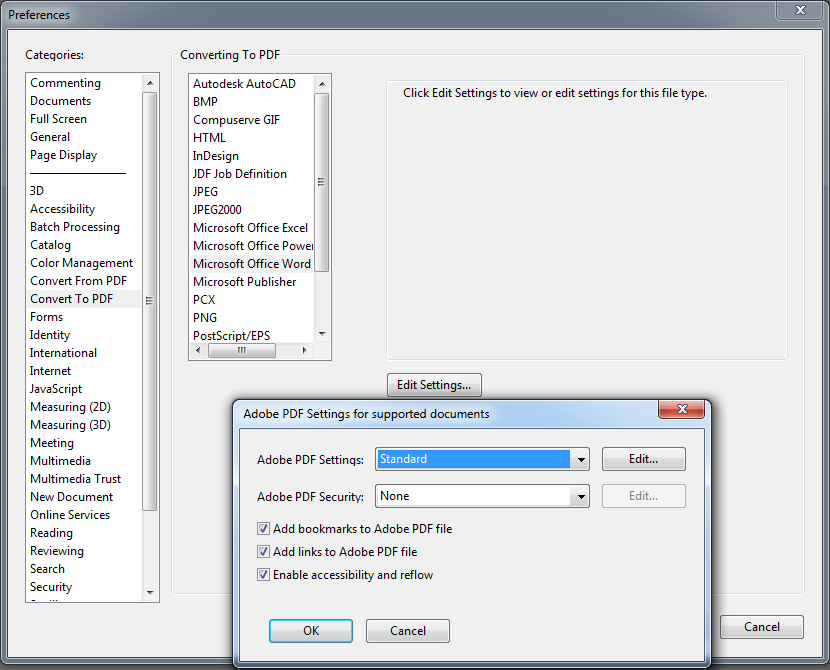 Preferences
Categories:
Commenting
Documents
Full Screen
General
Page Display
3D
Accessibility
Batch Processing
Catalog
Color Management
Convert From PDF
Convert To PDF
Forms
Identity
International
Internet
JavaScript
Measuring (2D)
Measuring (3D)
Meeting
Multimedia
Multimedia Trust
New Document
Online Services
Reading
Reviewing
Search
Security
Converting To PDF
Autodesk AutoCAD
BMP
Compuserve GIF
HTML
InDesign
JDF Job Definition
JPEG
JPEG2000
Microsoft Office Excel
Microsoft Office Power
Microsoft Office Word
Microsoft Publisher
PCX
PNG
PostScript/EPS
Click Edit Settings to view or edit settings for this file type.
Edit Settings...
Adobe PDF Settings for supported documents
Adobe PDF Settings: Standard Edit...
Adobe PDF Security: None Edit...
Add bookmarks to Adobe PDF file
Add links to Adobe PDF file
Enable accessibility and reflow
OK Cancel
Cancel